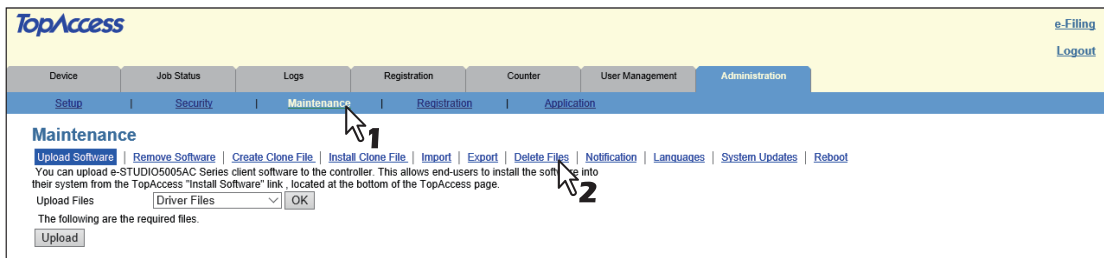 TopAccess
e-Filing
Logout
Device Job Status Logs Registration Counter User Management Administration
Setup | Security | Maintenance | Registration | Application
1
Maintenance
Upload Software | Remove Software | Create Clone File | Install Clone File | Import | Export | Delete Files | Notification | Languages | System Updates | Reboot
2
You can upload e-STUDIO5005AC Series client software to the controller. This allows end-users to install the software into
their system from the TopAccess "Install Software" link , located at the bottom of the TopAccess page.
Upload Files Driver Files OK
The following are the required files.
Upload